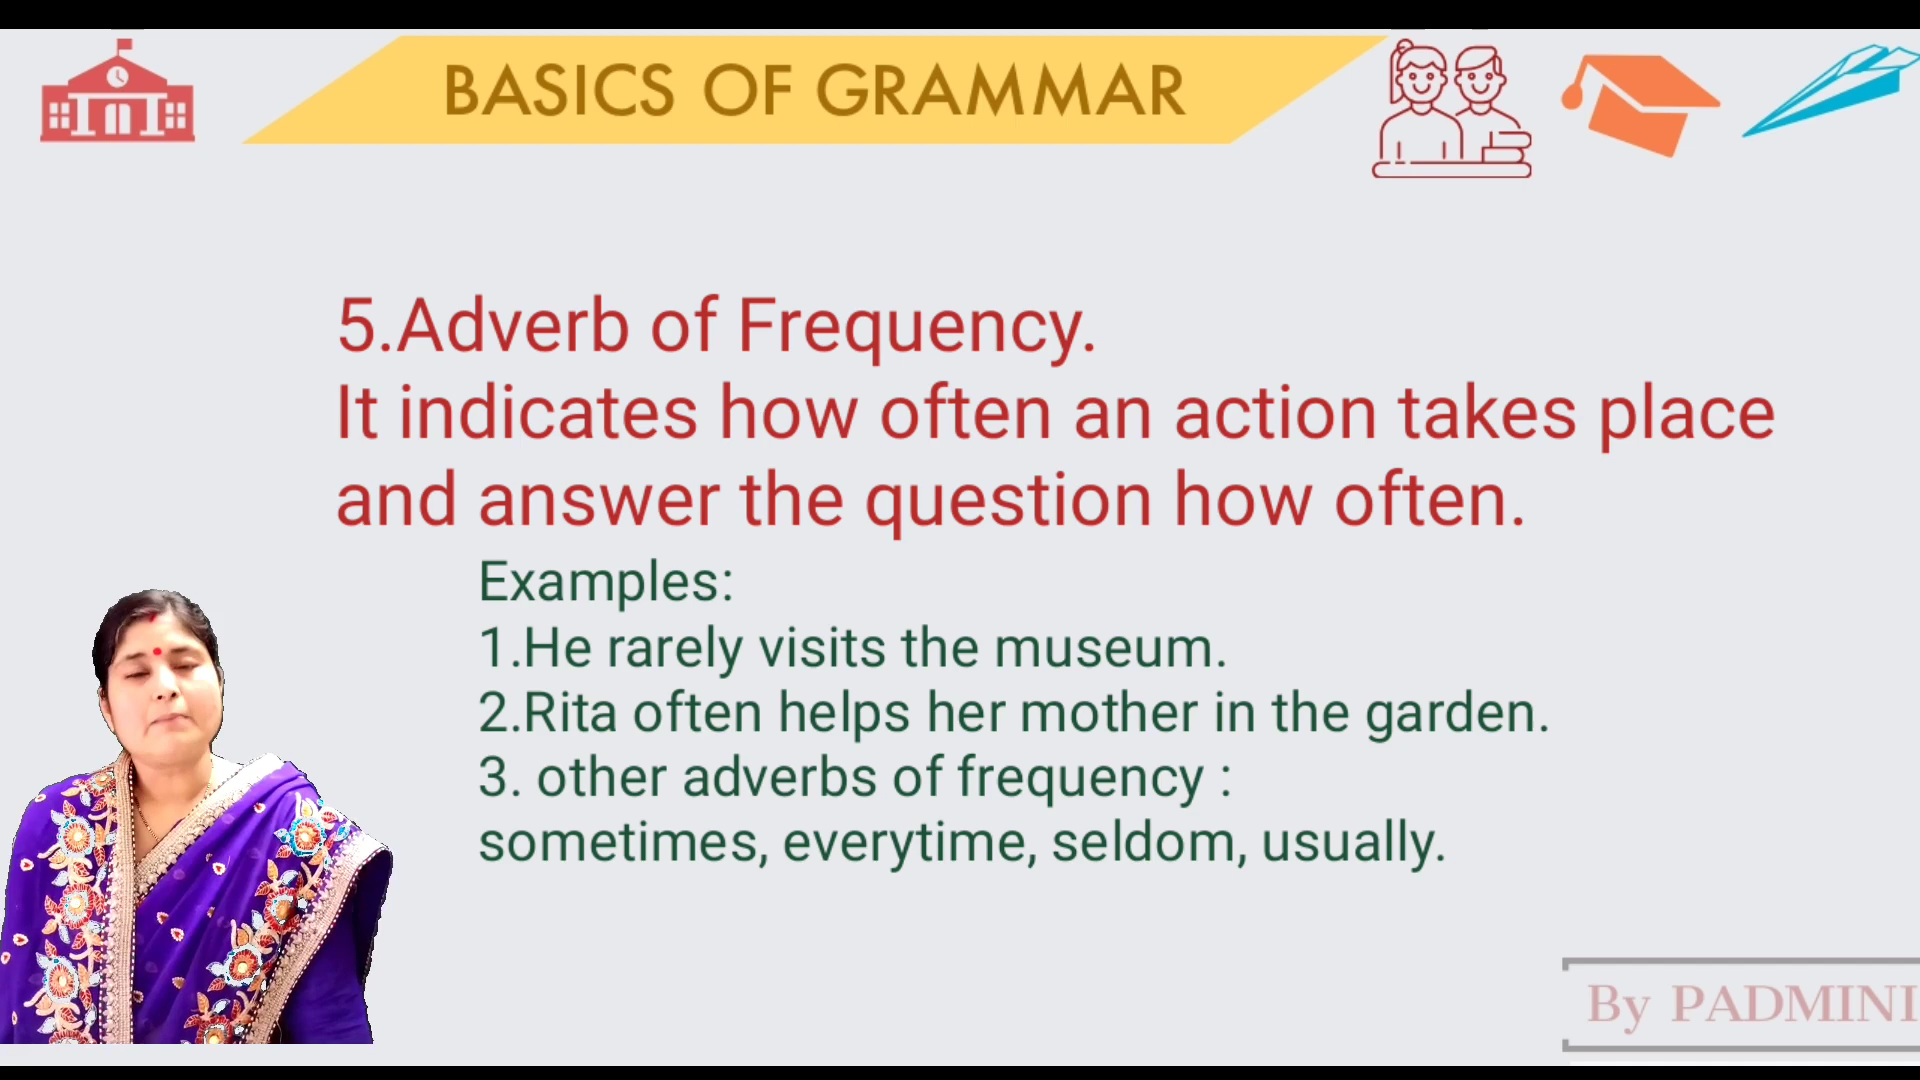 BASICS OF GRAMMAR
5.Adverb of Frequency.
It indicates how often an action takes place
and answer the question how often.
Examples:
1.He rarely visits the museum.
2.Rita often helps her mother in the garden.
3. other adverbs of frequency :
sometimes, everytime, seldom, usually.
By PADMINI